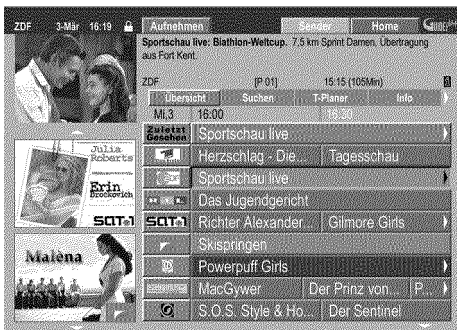 ZDF 3-Mär 16:19 Aufnehmen Sender Home
Sportschau live: Biathlon-Weltcup. 7,5 km Sprint Damen, Übertragung
aus Fort Kent.
ZDF [P 01] 15:15 (105Min)
Übersicht Suchen T-Planer Info
Mi,3 16:00 16:30
Zuletzt Gesehen Sportschau live
Herzschlag - Die... Tagesschau
Sportschau live
Das Jugendgericht
SAT.1 Richter Alexander... Gilmore Girls
Skispringen
Powerpuff Girls
MacGywer Der Prinz von... P...
S.O.S. Style & Ho... Der Sentinel
Julia
Roberts
Erin
Brockovich
SAT.1
Malèna